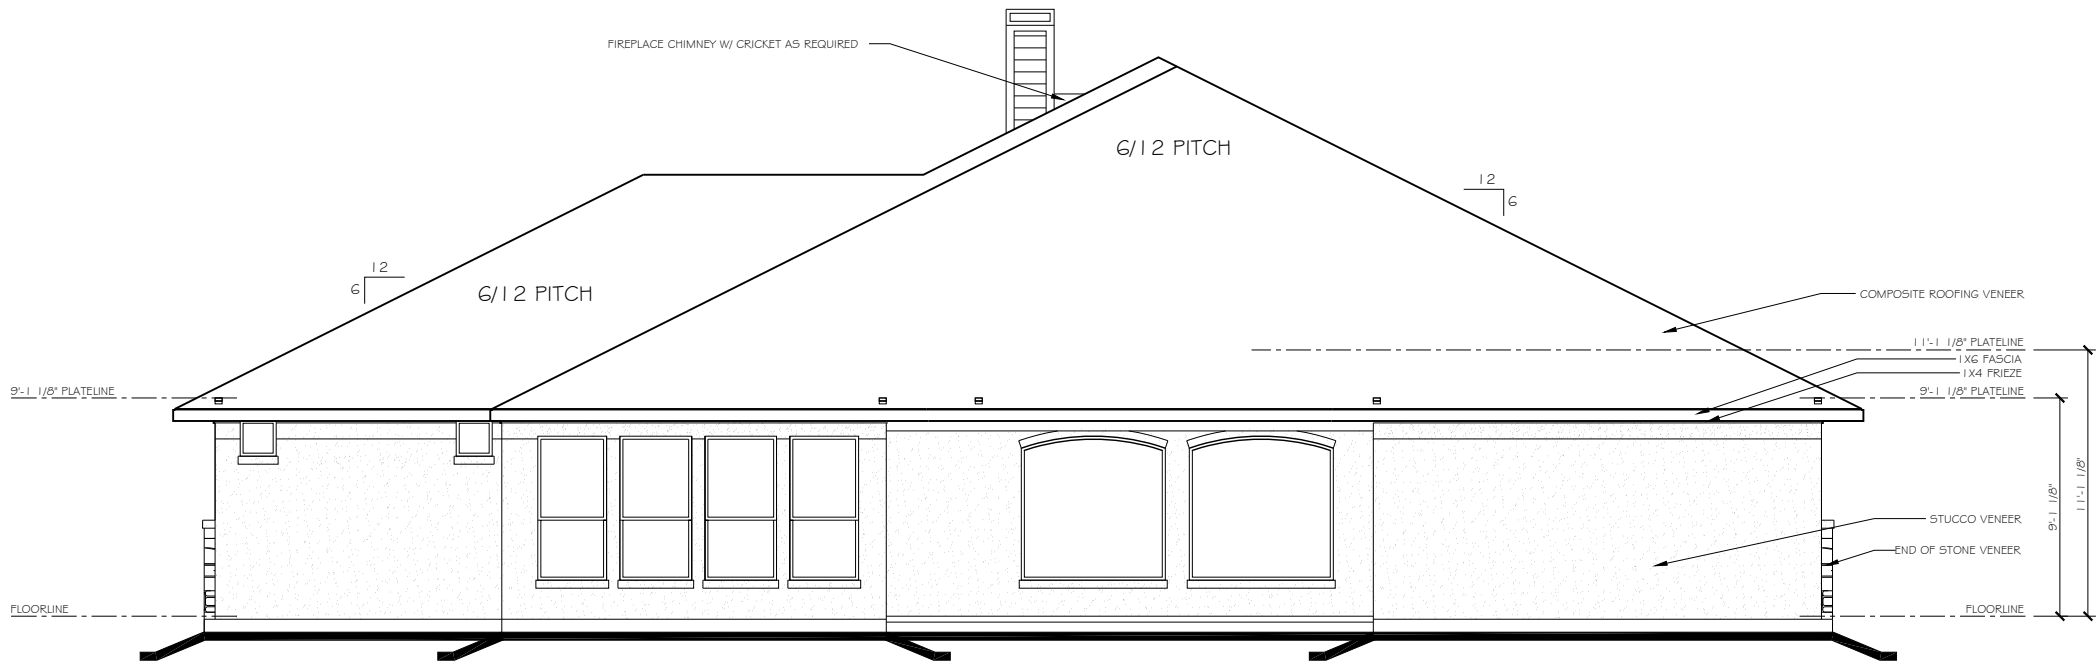 FIREPLACE CHIMNEY W/ CRICKET AS REQUIRED
6/12 PITCH
12
6
12
6
6/12 PITCH
COMPOSITE ROOFING VENEER
11'-1 1/8" PLATELINE
1X6 FASCIA
1X4 FRIEZE
9'-1 1/8" PLATELINE
9'-1 1/8" PLATELINE
9'-1 1/8"
11'-1 1/8"
STUCCO VENEER
END OF STONE VENEER
FLOORLINE
FLOORLINE